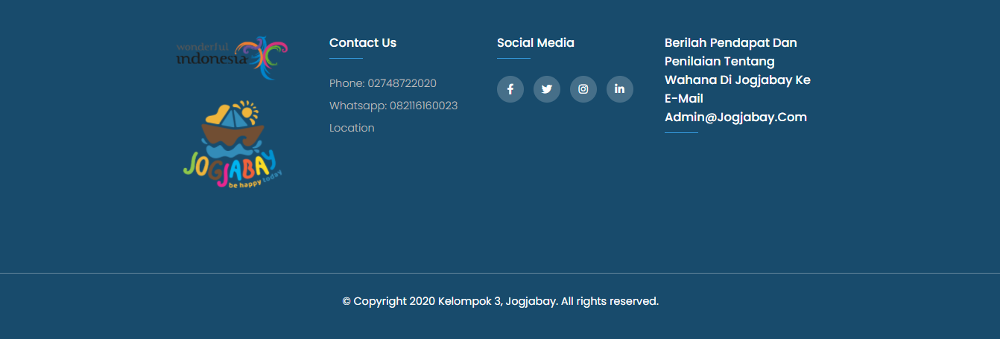 wonderful
indonesia
JOGJABAY
be happy today
Contact Us
Phone: 02748722020
Whatsapp: 082116160023
Location
Social Media
Berilah Pendapat Dan
Penilaian Tentang
Wahana Di Jogjabay Ke
E-Mail
Admin@Jogjabay.Com
© Copyright 2020 Kelompok 3, Jogjabay. All rights reserved.